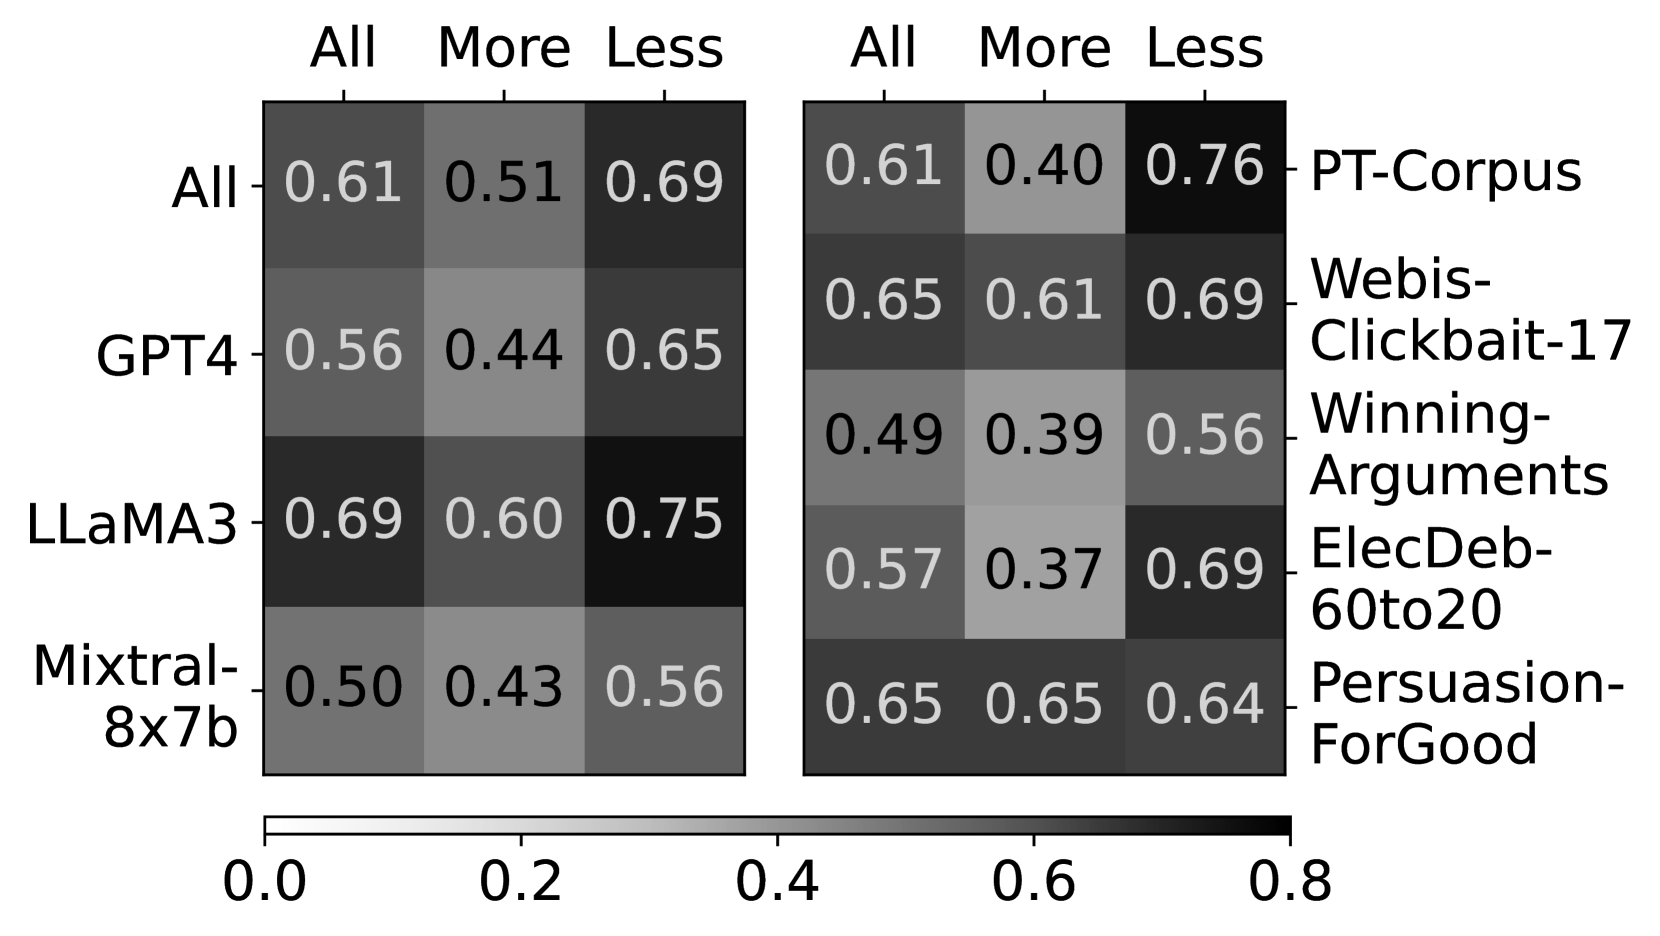 All More Less All More Less
All 0.61 0.51 0.69
GPT4 0.56 0.44 0.65
LLaMA3 0.69 0.60 0.75
Mixtral-
8x7b 0.50 0.43 0.56
0.61 0.40 0.76 PT-Corpus
0.65 0.61 0.69 Webis-
Clickbait-17
0.49 0.39 0.56 Winning-
Arguments
0.57 0.37 0.69 ElecDeb-
60to20
0.65 0.65 0.64 Persuasion-
ForGood
0.0 0.2 0.4 0.6 0.8